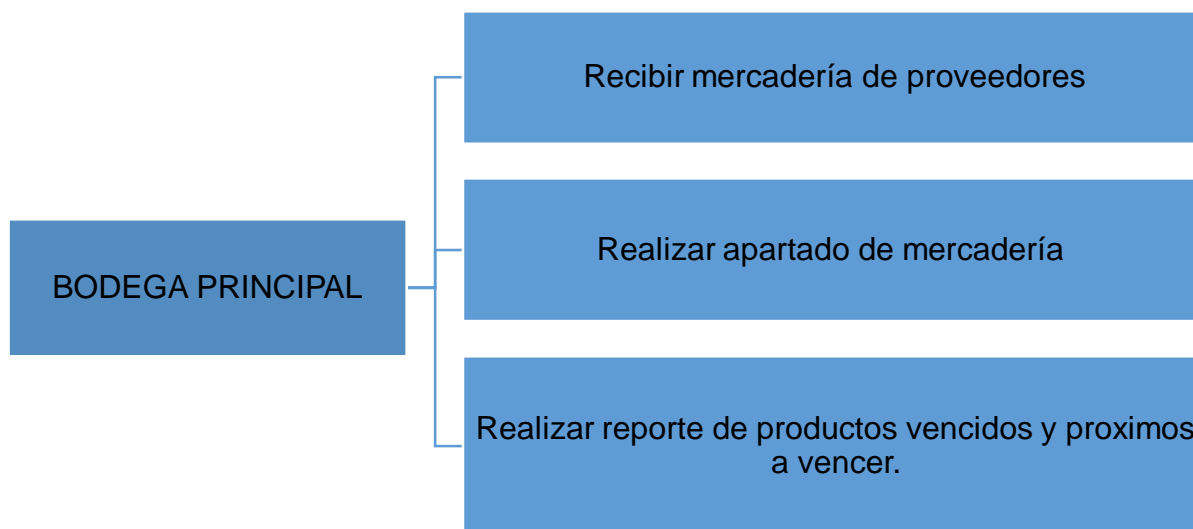 Recibir mercadería de proveedores
Realizar apartado de mercadería
BODEGA PRINCIPAL
Realizar reporte de productos vencidos y proximos
a vencer.